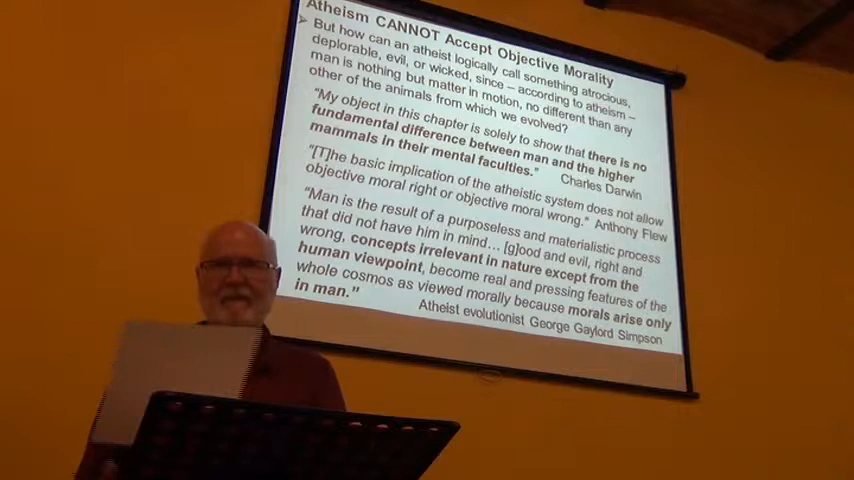 Atheism CANNOT Accept Objective Morality
➤ But how can an atheist logically call something atrocious,
deplorable, evil, or wicked, since – according to atheism –
man is nothing but matter in motion, no different than any
other of the animals from which we evolved?
"My object in this chapter is solely to show that there is no
fundamental difference between man and the higher
mammals in their mental faculties." Charles Darwin
"[T]he basic implication of the atheistic system does not allow
objective moral right or objective moral wrong." Anthony Flew
"Man is the result of a purposeless and materialistic process
that did not have him in mind... [g]ood and evil, right and
wrong, concepts irrelevant in nature except from the
human viewpoint, become real and pressing features of the
whole cosmos as viewed morally because morals arise only
in man."
Atheist evolutionist George Gaylord Simpson